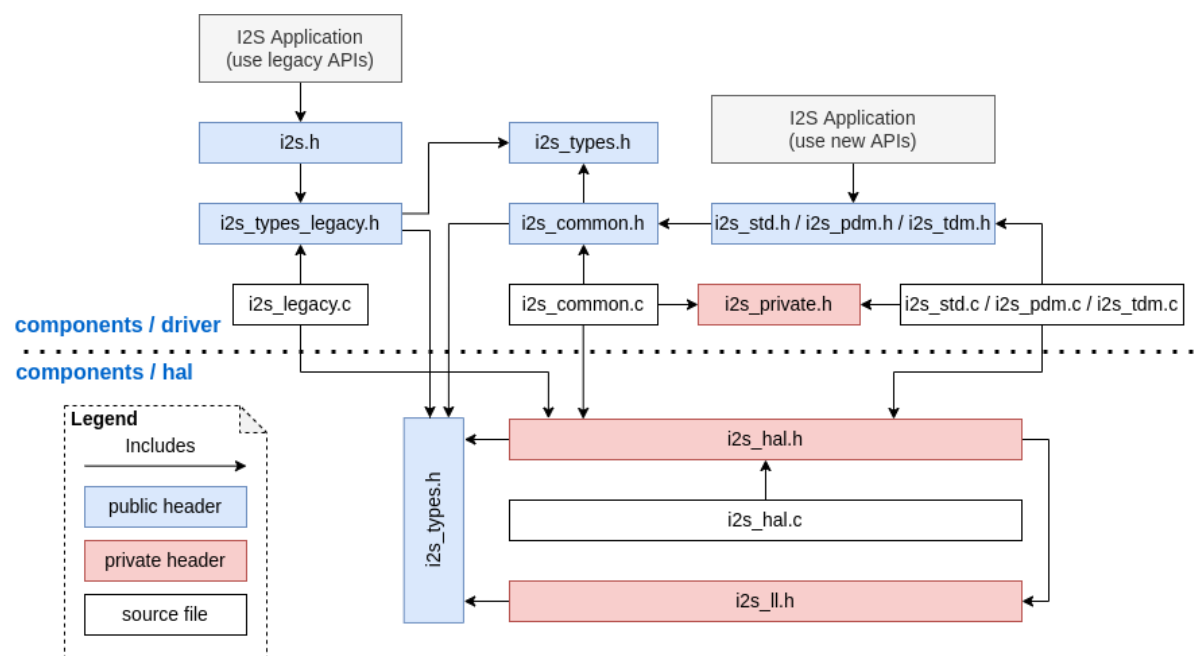 I2S Application
(use legacy APIs)
I2S Application
(use new APIs)
i2s.h
i2s_types.h
i2s_types_legacy.h
i2s_common.h
i2s_std.h / i2s_pdm.h / i2s_tdm.h
i2s_legacy.c
i2s_common.c
i2s_private.h
i2s_std.c / i2s_pdm.c / i2s_tdm.c
components / driver
components / hal
Legend
Includes
public header
private header
source file
i2s_types.h
i2s_hal.h
i2s_hal.c
i2s_ll.h